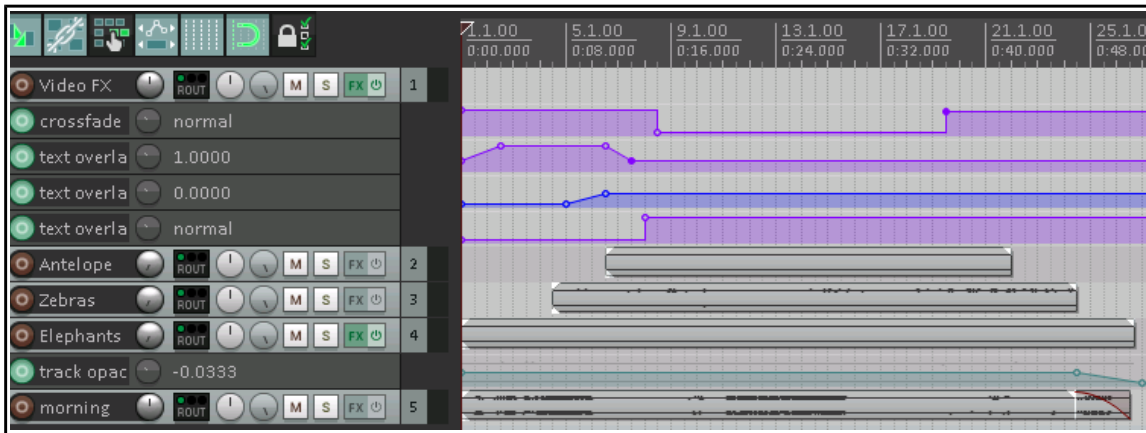 1.1.00 5.1.00 9.1.00 13.1.00 17.1.00 21.1.00 25.1.0
0:00.000 0:08.000 0:16.000 0:24.000 0:32.000 0:40.000 0:48.0
Video FX ROUT M S FX 1
crossfade normal
text overla 1.0000
text overla 0.0000
text overla normal
Antelope ROUT M S FX 2
Zebras ROUT M S FX 3
Elephants ROUT M S FX 4
track opac -0.0333
morning ROUT M S FX 5